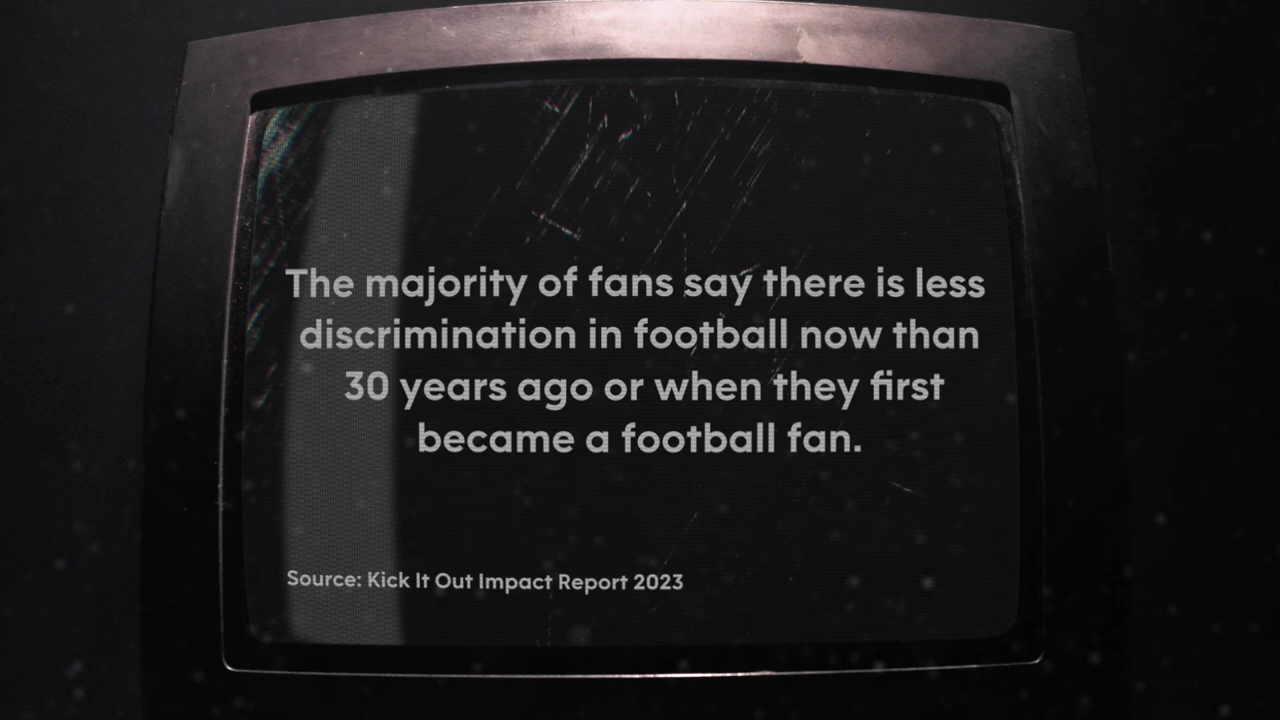 The majority of fans say there is less
discrimination in football now than
30 years ago or when they first
became a football fan.
Source: Kick It Out Impact Report 2023